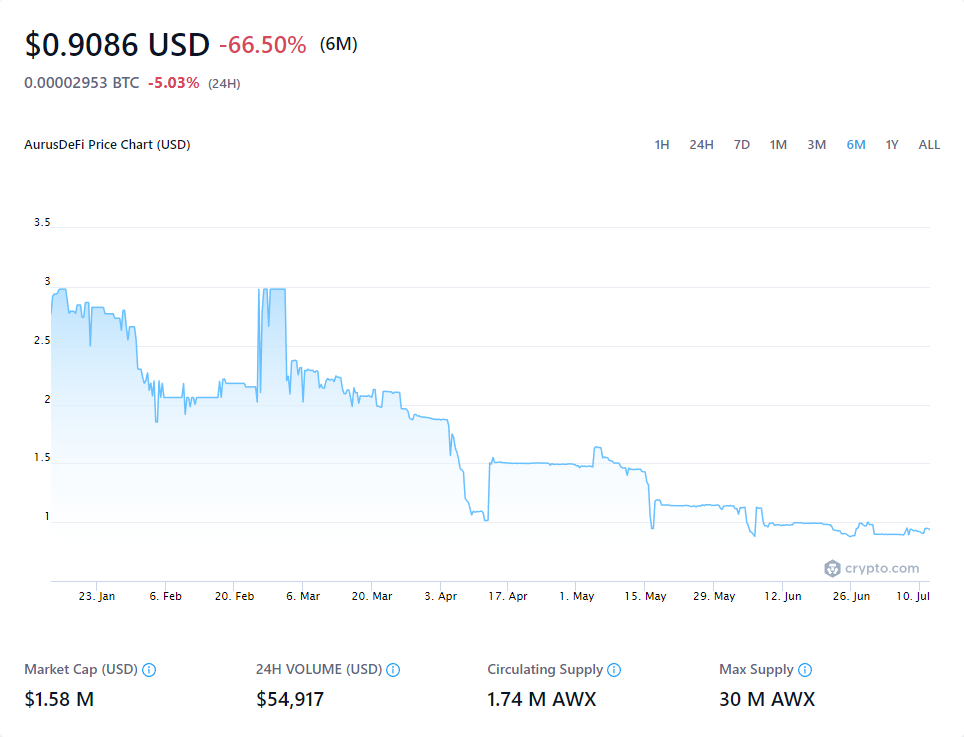 $0.9086 USD -66.50% (6M)
0.00002953 BTC -5.03% (24H)
AurusDeFi Price Chart (USD) 1H 24H 7D 1M 3M 6M 1Y ALL
3.5
3
2.5
2
1.5
1
crypto.com
23. Jan 6. Feb 20. Feb 6. Mar 20. Mar 3. Apr 17. Apr 1. May 15. May 29. May 12. Jun 26. Jun 10. Jul
Market Cap (USD) 24H VOLUME (USD) Circulating Supply Max Supply
$1.58 M $54,917 1.74 M AWX 30 M AWX